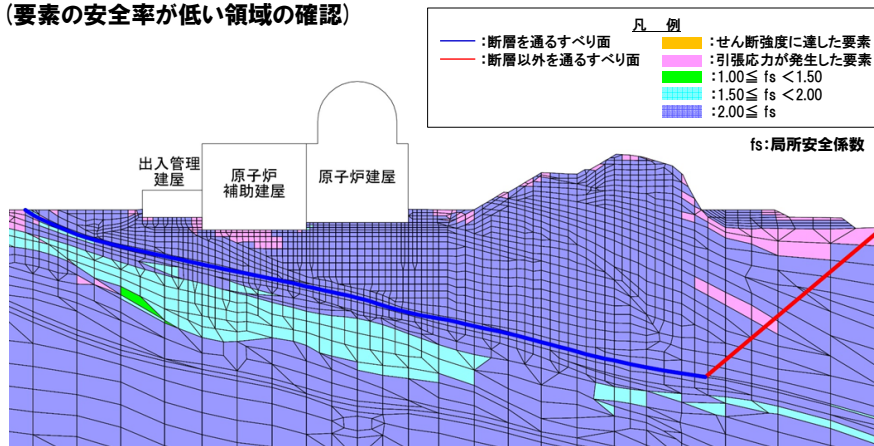 (要素の安全率が低い領域の確認)
凡 例
:断層を通るすべり面
:せん断強度に達した要素
:断層以外を通るすべり面
:引張応力が発生した要素
:1.00≦ fs <1.50
:1.50≦ fs <2.00
:2.00≦ fs
fs:局所安全係数
出入管理
建屋
原子炉
補助建屋
原子炉建屋